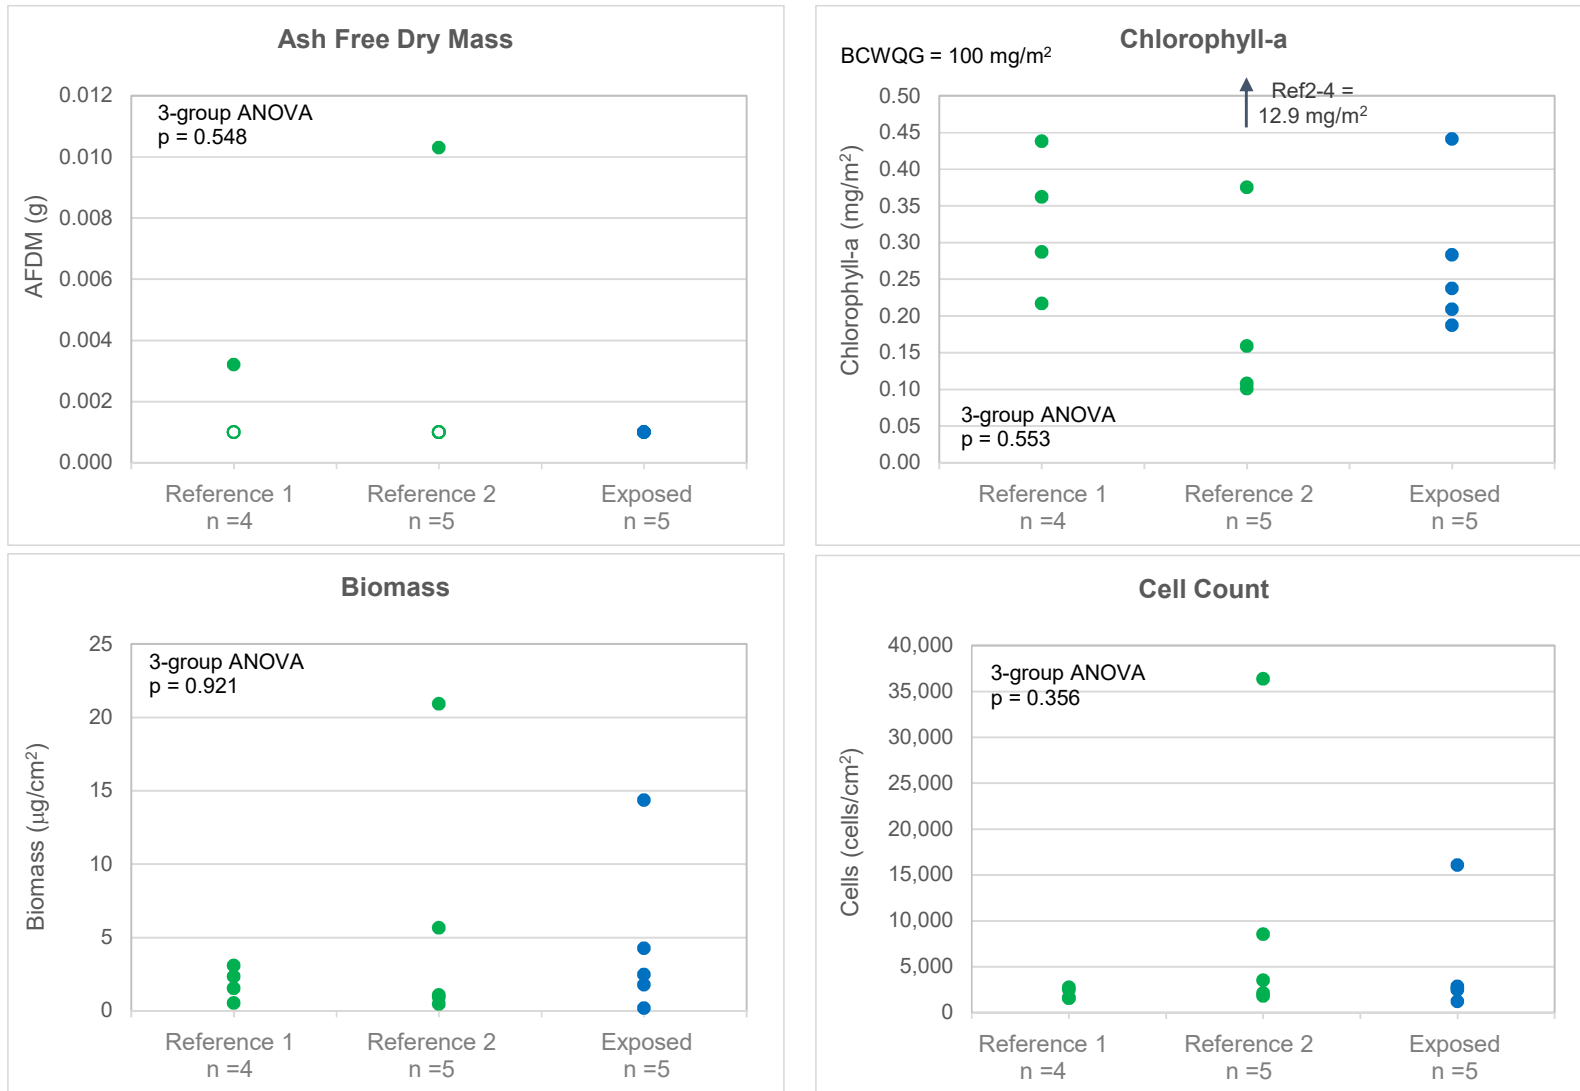 Ash Free Dry Mass
3-group ANOVA
p = 0.548
AFDM (g)
0.012
0.010
0.008
0.006
0.004
0.002
0.000
Reference 1
n =4
Reference 2
n =5
Exposed
n =5
Chlorophyll-a
BCWQG = 100 mg/m²
Ref2-4 =
12.9 mg/m²
Chlorophyll-a (mg/m²)
0.50
0.45
0.40
0.35
0.30
0.25
0.20
0.15
0.10
0.05
0.00
3-group ANOVA
p = 0.553
Reference 1
n =4
Reference 2
n =5
Exposed
n =5
Biomass
3-group ANOVA
p = 0.921
Biomass (µg/cm²)
25
20
15
10
5
0
Reference 1
n =4
Reference 2
n =5
Exposed
n =5
Cell Count
3-group ANOVA
p = 0.356
Cells (cells/cm²)
40,000
35,000
30,000
25,000
20,000
15,000
10,000
5,000
0
Reference 1
n =4
Reference 2
n =5
Exposed
n =5